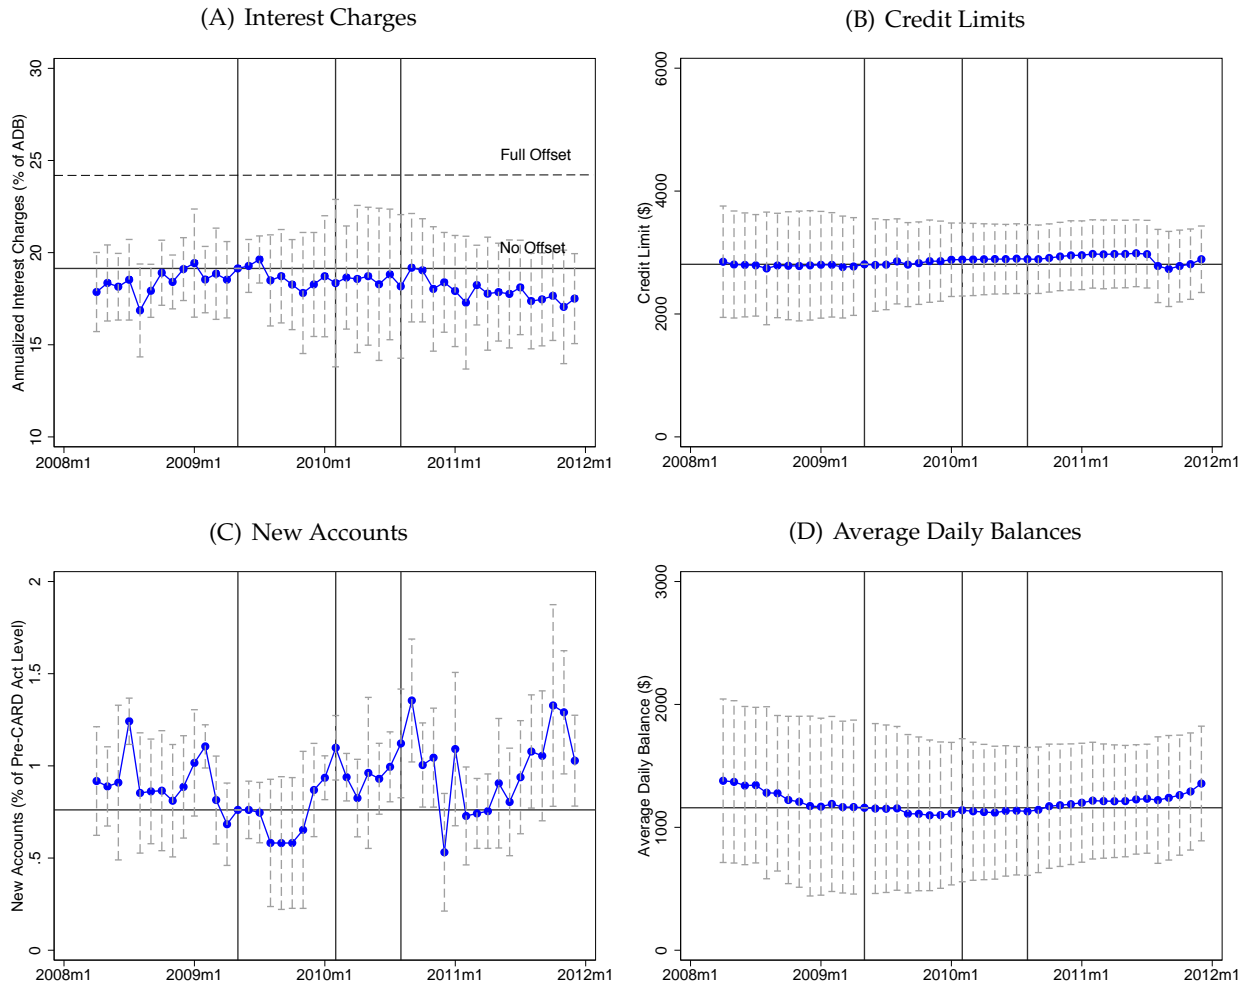 (A) Interest Charges
Annualized Interest Charges (% of ADB)
30
25
20
15
10
Full Offset
No Offset
2008m1
2009m1
2010m1
2011m1
2012m1
(B) Credit Limits
Credit Limit ($)
6000
4000
2000
0
2008m1
2009m1
2010m1
2011m1
2012m1
(C) New Accounts
New Accounts (% of Pre-CARD Act Level)
2
1.5
1
.5
0
2008m1
2009m1
2010m1
2011m1
2012m1
(D) Average Daily Balances
Average Daily Balance ($)
3000
2000
1000
0
2008m1
2009m1
2010m1
2011m1
2012m1